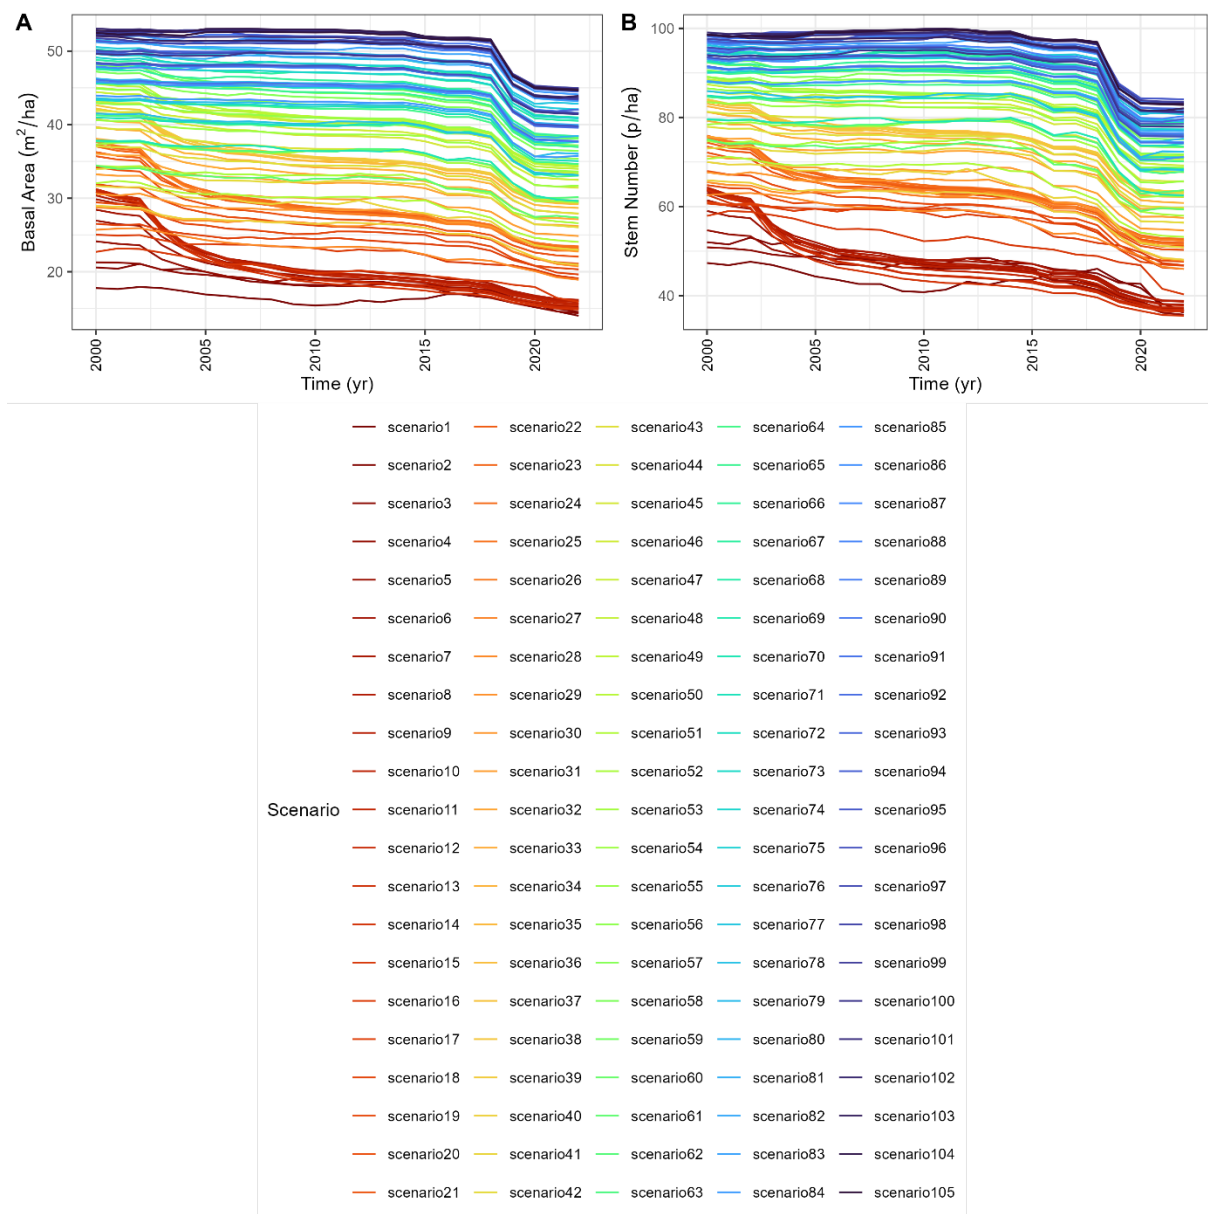 A
B
Basal Area (m²/ha)
50
40
30
20
2000
2005
2010
2015
2020
Time (yr)
Stem Number (p/ha)
100
80
60
40
2000
2005
2010
2015
2020
Time (yr)
Scenario
scenario1 scenario22 scenario43 scenario64 scenario85
scenario2 scenario23 scenario44 scenario65 scenario86
scenario3 scenario24 scenario45 scenario66 scenario87
scenario4 scenario25 scenario46 scenario67 scenario88
scenario5 scenario26 scenario47 scenario68 scenario89
scenario6 scenario27 scenario48 scenario69 scenario90
scenario7 scenario28 scenario49 scenario70 scenario91
scenario8 scenario29 scenario50 scenario71 scenario92
scenario9 scenario30 scenario51 scenario72 scenario93
scenario10 scenario31 scenario52 scenario73 scenario94
scenario11 scenario32 scenario53 scenario74 scenario95
scenario12 scenario33 scenario54 scenario75 scenario96
scenario13 scenario34 scenario55 scenario76 scenario97
scenario14 scenario35 scenario56 scenario77 scenario98
scenario15 scenario36 scenario57 scenario78 scenario99
scenario16 scenario37 scenario58 scenario79 scenario100
scenario17 scenario38 scenario59 scenario80 scenario101
scenario18 scenario39 scenario60 scenario81 scenario102
scenario19 scenario40 scenario61 scenario82 scenario103
scenario20 scenario41 scenario62 scenario83 scenario104
scenario21 scenario42 scenario63 scenario84 scenario105